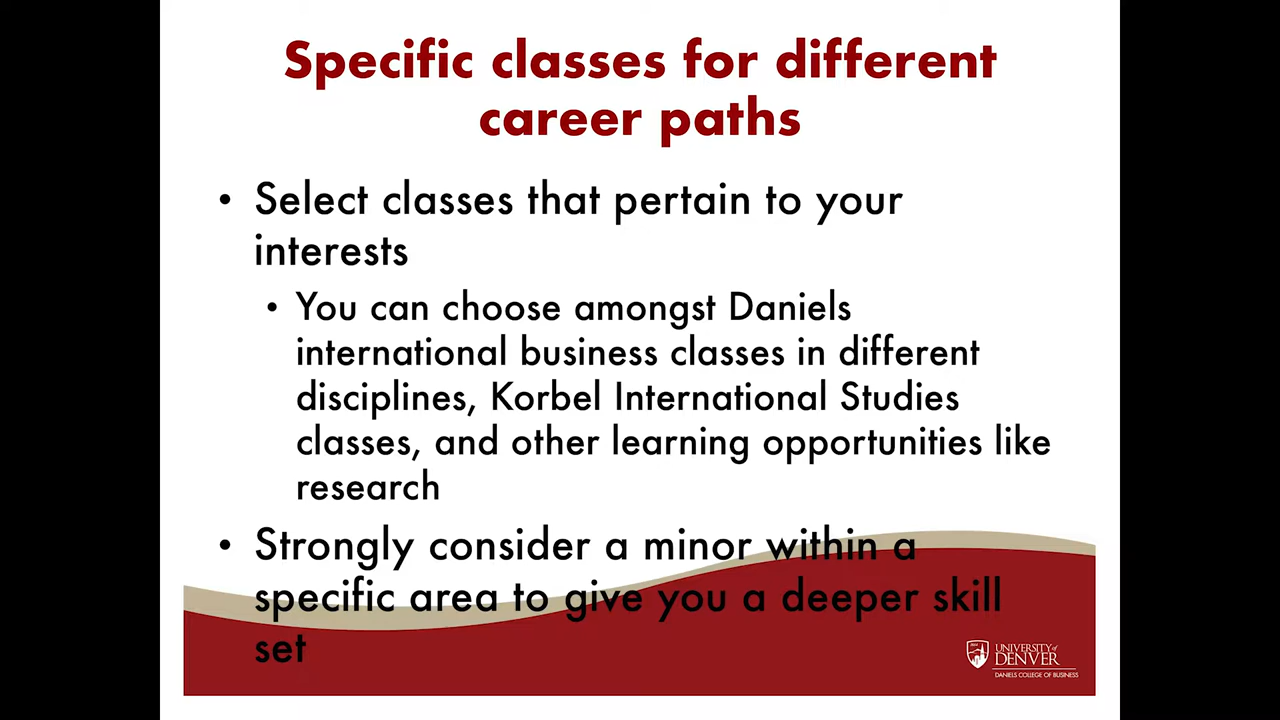 Specific classes for different
career paths
• Select classes that pertain to your
interests
• You can choose amongst Daniels
international business classes in different
disciplines, Korbel International Studies
classes, and other learning opportunities like
research
• Strongly consider a minor within a
specific area to give you a deeper skill
set
UNIVERSITY of
DENVER
DANIELS COLLEGE OF BUSINESS